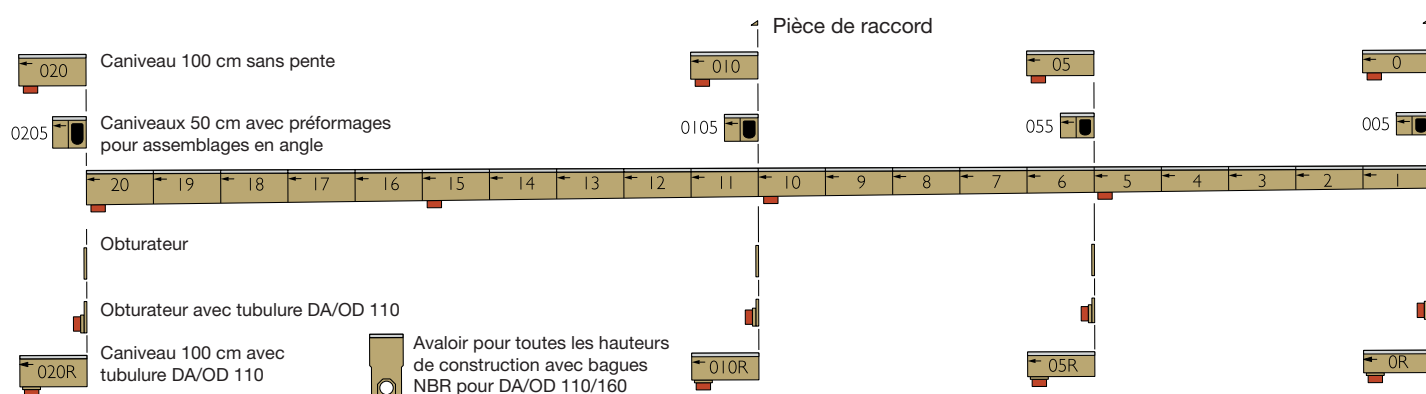 Pièce de raccord
020 Caniveau 100 cm sans pente 010 05 0
0205 Caniveaux 50 cm avec préformages 0105 055 005
pour assemblages en angle
20 19 18 17 16 15 14 13 12 11 10 9 8 7 6 5 4 3 2 1
Obturateur
Obturateur avec tubulure DA/OD 110
020R Caniveau 100 cm avec
tubulure DA/OD 110
Avaloir pour toutes les hauteurs
de construction avec bagues
NBR pour DA/OD 110/160
010R 05R 0R